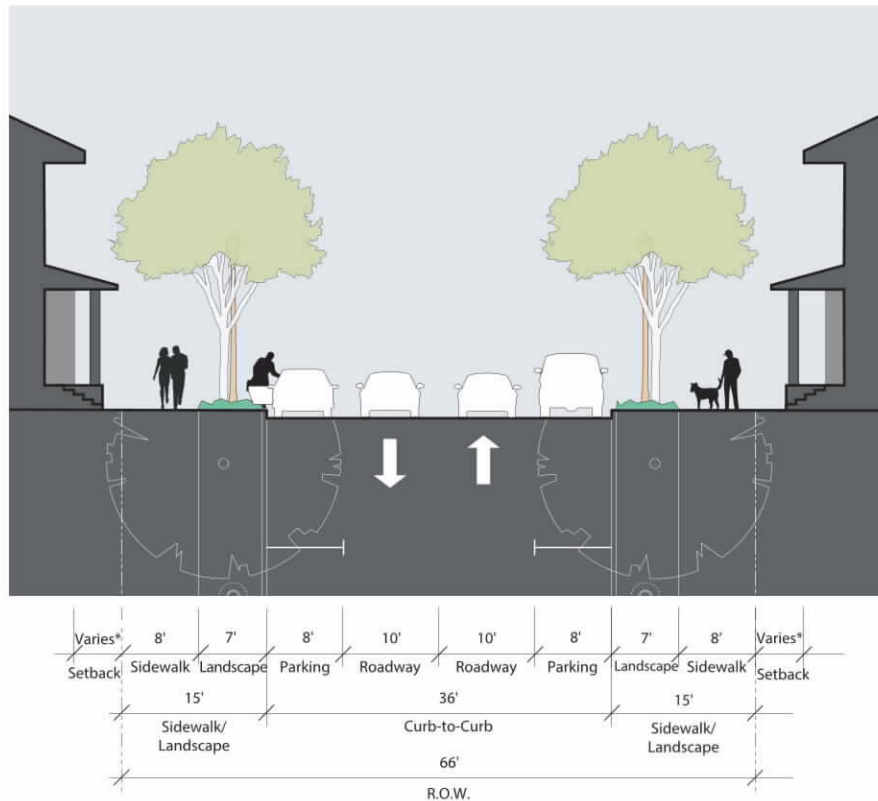 Varies* 8' 7' 8' 10' 10' 8' 7' 8' Varies*
Setback Sidewalk Landscape Parking Roadway Roadway Parking Landscape Sidewalk Setback
15' 36' 15'
Sidewalk/ Curb-to-Curb Sidewalk/
Landscape Landscape
66'
R.O.W.